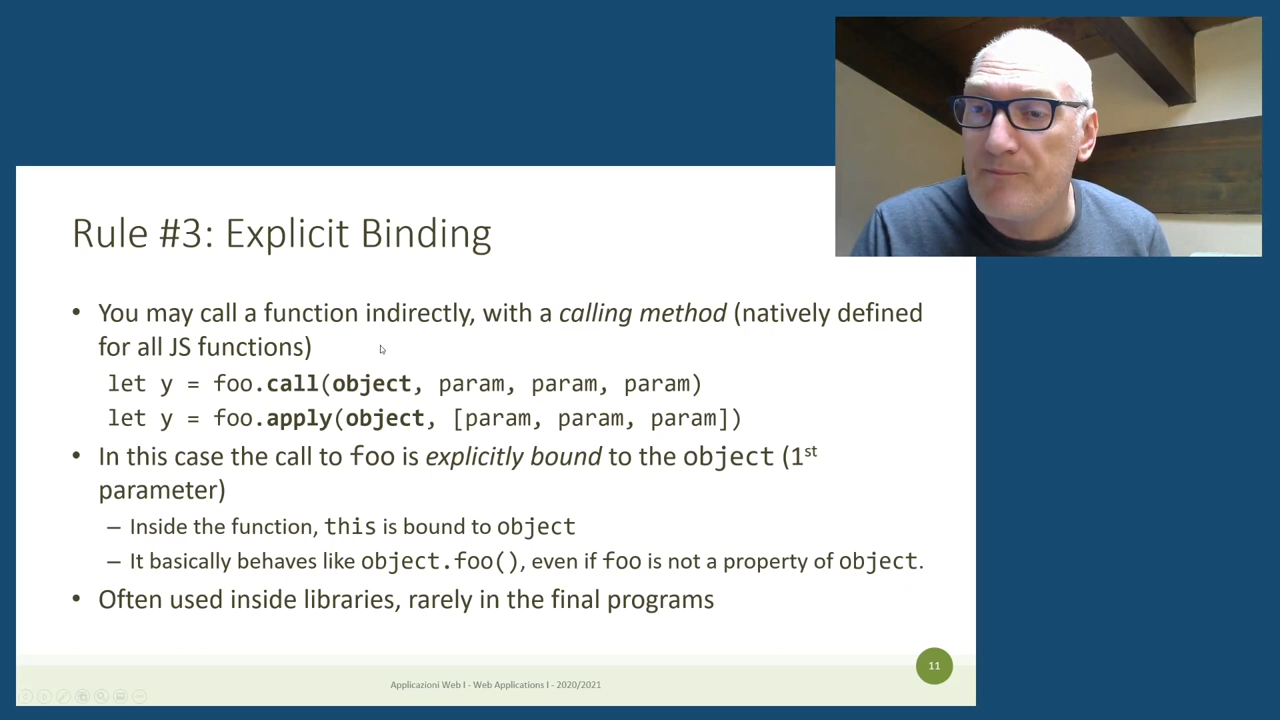 Rule #3: Explicit Binding
• You may call a function indirectly, with a calling method (natively defined
for all JS functions)
let y = foo.call(object, param, param, param)
let y = foo.apply(object, [param, param, param])
• In this case the call to foo is explicitly bound to the object (1st
parameter)
– Inside the function, this is bound to object
– It basically behaves like object.foo(), even if foo is not a property of object.
• Often used inside libraries, rarely in the final programs
11
Applicazioni Web I - Web Applications I - 2020/2021